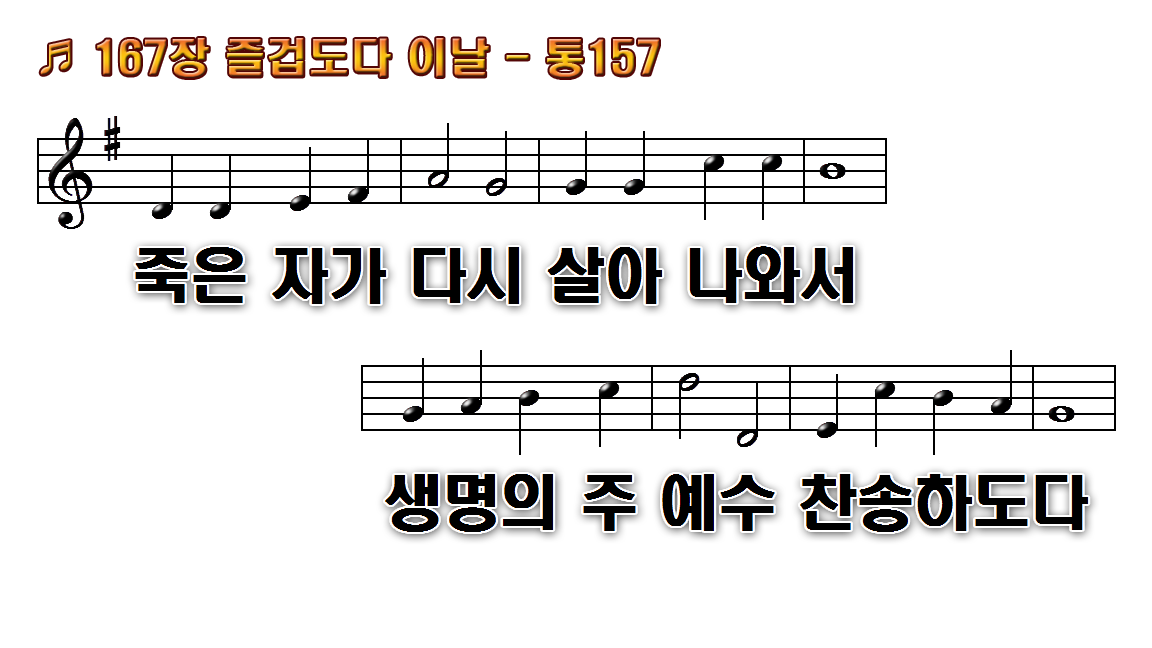 ♬ 167장 즐겁도다 이날 - 통157
죽은 자가 다시 살아 나와서
생명의 주 예수 찬송하도다